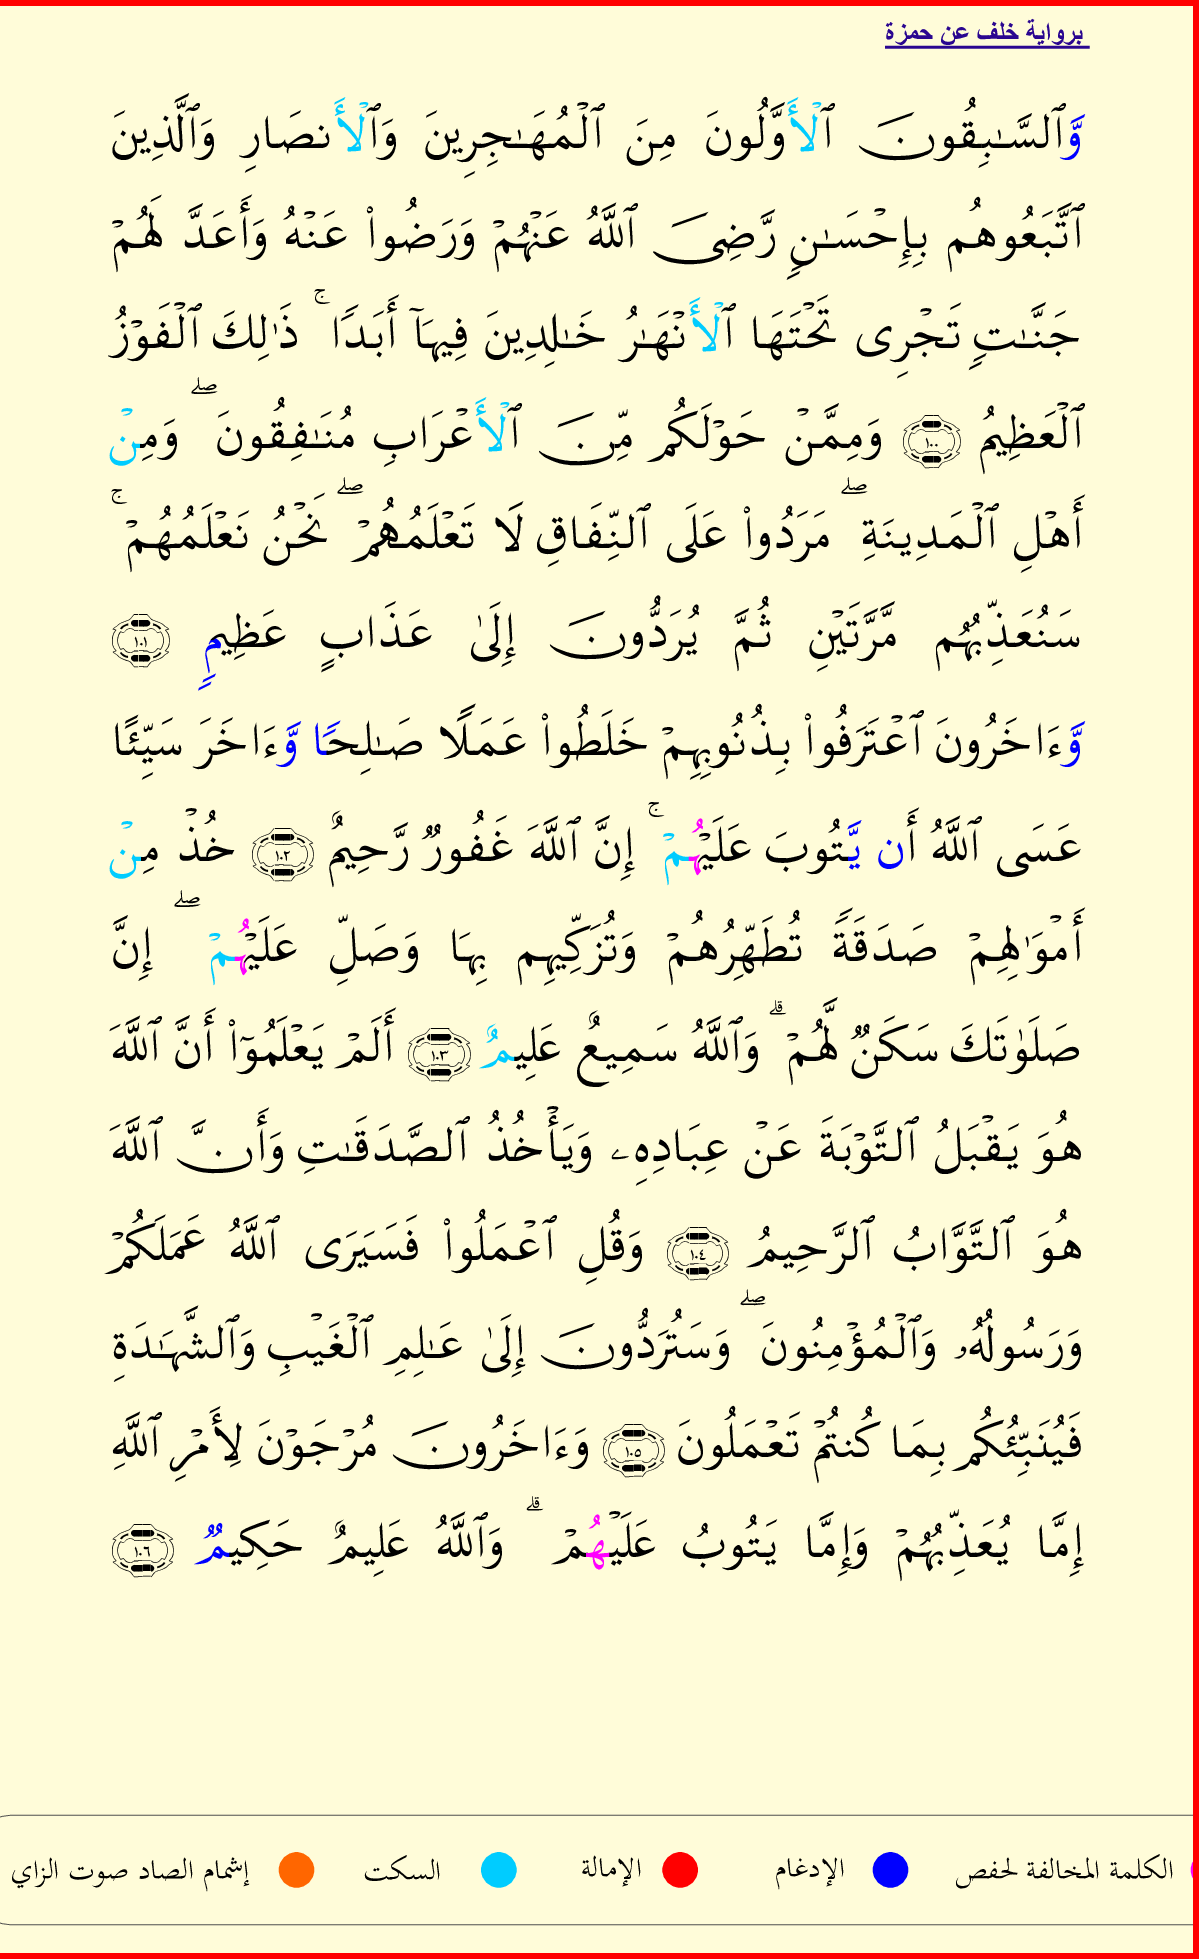 برواية خلف عن حمزة
وَّٱلسَّـٰبِقُونَ ٱلۡأَوَّلُونَ مِنَ ٱلۡمُهَـٰجِرِينَ وَٱلۡأَنصَارِ وَٱلَّذِينَ
ٱتَّبَعُوهُم بِإِحۡسَـٰنٍ رَّضِىَ ٱللَّهُ عَنۡهُمۡ وَرَضُوا۟ عَنۡهُ وَأَعَدَّ لَهُمۡ
جَنَّـٰتٍ تَجۡرِى تَحۡتَهَا ٱلۡأَنۡهَـٰرُ خَـٰلِدِينَ فِيهَآ أَبَدًا ۚ ذَٰلِكَ ٱلۡفَوۡزُ
ٱلۡعَظِيمُ ١٠٠ وَمِمَّنۡ حَوۡلَكُم مِّنَ ٱلۡأَعۡرَابِ مُنَـٰفِقُونَ ۖ وَمِنۡ
أَهۡلِ ٱلۡمَدِينَةِ ۖ مَرَدُوا۟ عَلَى ٱلنِّفَاقِ لَا تَعۡلَمُهُمۡ ۖ نَحۡنُ نَعۡلَمُهُمۡ ۚ
سَنُعَذِّبُهُم مَّرَّتَيۡنِ ثُمَّ يُرَدُّونَ إِلَىٰ عَذَابٍ عَظِيمٍ ١٠١
وَّءَاخَرُونَ ٱعۡتَرَفُوا۟ بِذُنُوبِهِمۡ خَلَطُوا۟ عَمَلًا صَـٰلِحًا وَّءَاخَرَ سَيِّئًا
عَسَى ٱللَّهُ أَن يَّتُوبَ عَلَيۡهُمۡ ۚ إِنَّ ٱللَّهَ غَفُورٌ رَّحِيمٌ ١٠٢ خُذۡ مِنۡ
أَمۡوَٰلِهِمۡ صَدَقَةً تُطَهِّرُهُمۡ وَتُزَكِّيهِم بِهَا وَصَلِّ عَلَيۡهُمۡ ۖ إِنَّ
صَلَوٰتَكَ سَكَنٌ لَّهُمۡ ۗ وَٱللَّهُ سَمِيعٌ عَلِيمٌ ١٠٣ أَلَمۡ يَعۡلَمُوٓا۟ أَنَّ ٱللَّهَ
هُوَ يَقۡبَلُ ٱلتَّوۡبَةَ عَنۡ عِبَادِهِۦ وَيَأۡخُذُ ٱلصَّدَقَـٰتِ وَأَنَّ ٱللَّهَ
هُوَ ٱلتَّوَّابُ ٱلرَّحِيمُ ١٠٤ وَقُلِ ٱعۡمَلُوا۟ فَسَيَرَى ٱللَّهُ عَمَلَكُمۡ
وَرَسُولُهُۥ وَٱلۡمُؤۡمِنُونَ ۖ وَسَتُرَدُّونَ إِلَىٰ عَـٰلِمِ ٱلۡغَيۡبِ وَٱلشَّهَـٰدَةِ
فَيُنَبِّئُكُم بِمَا كُنتُمۡ تَعۡمَلُونَ ١٠٥ وَءَاخَرُونَ مُرۡجَوۡنَ لِأَمۡرِ ٱللَّهِ
إِمَّا يُعَذِّبُهُمۡ وَإِمَّا يَتُوبُ عَلَيۡهُمۡ ۗ وَٱللَّهُ عَلِيمٌ حَكِيمٌ ١٠٦
الكلمة المخالفة لحفص الإدغام الإمالة السكت إشمام الصاد صوت الزاي